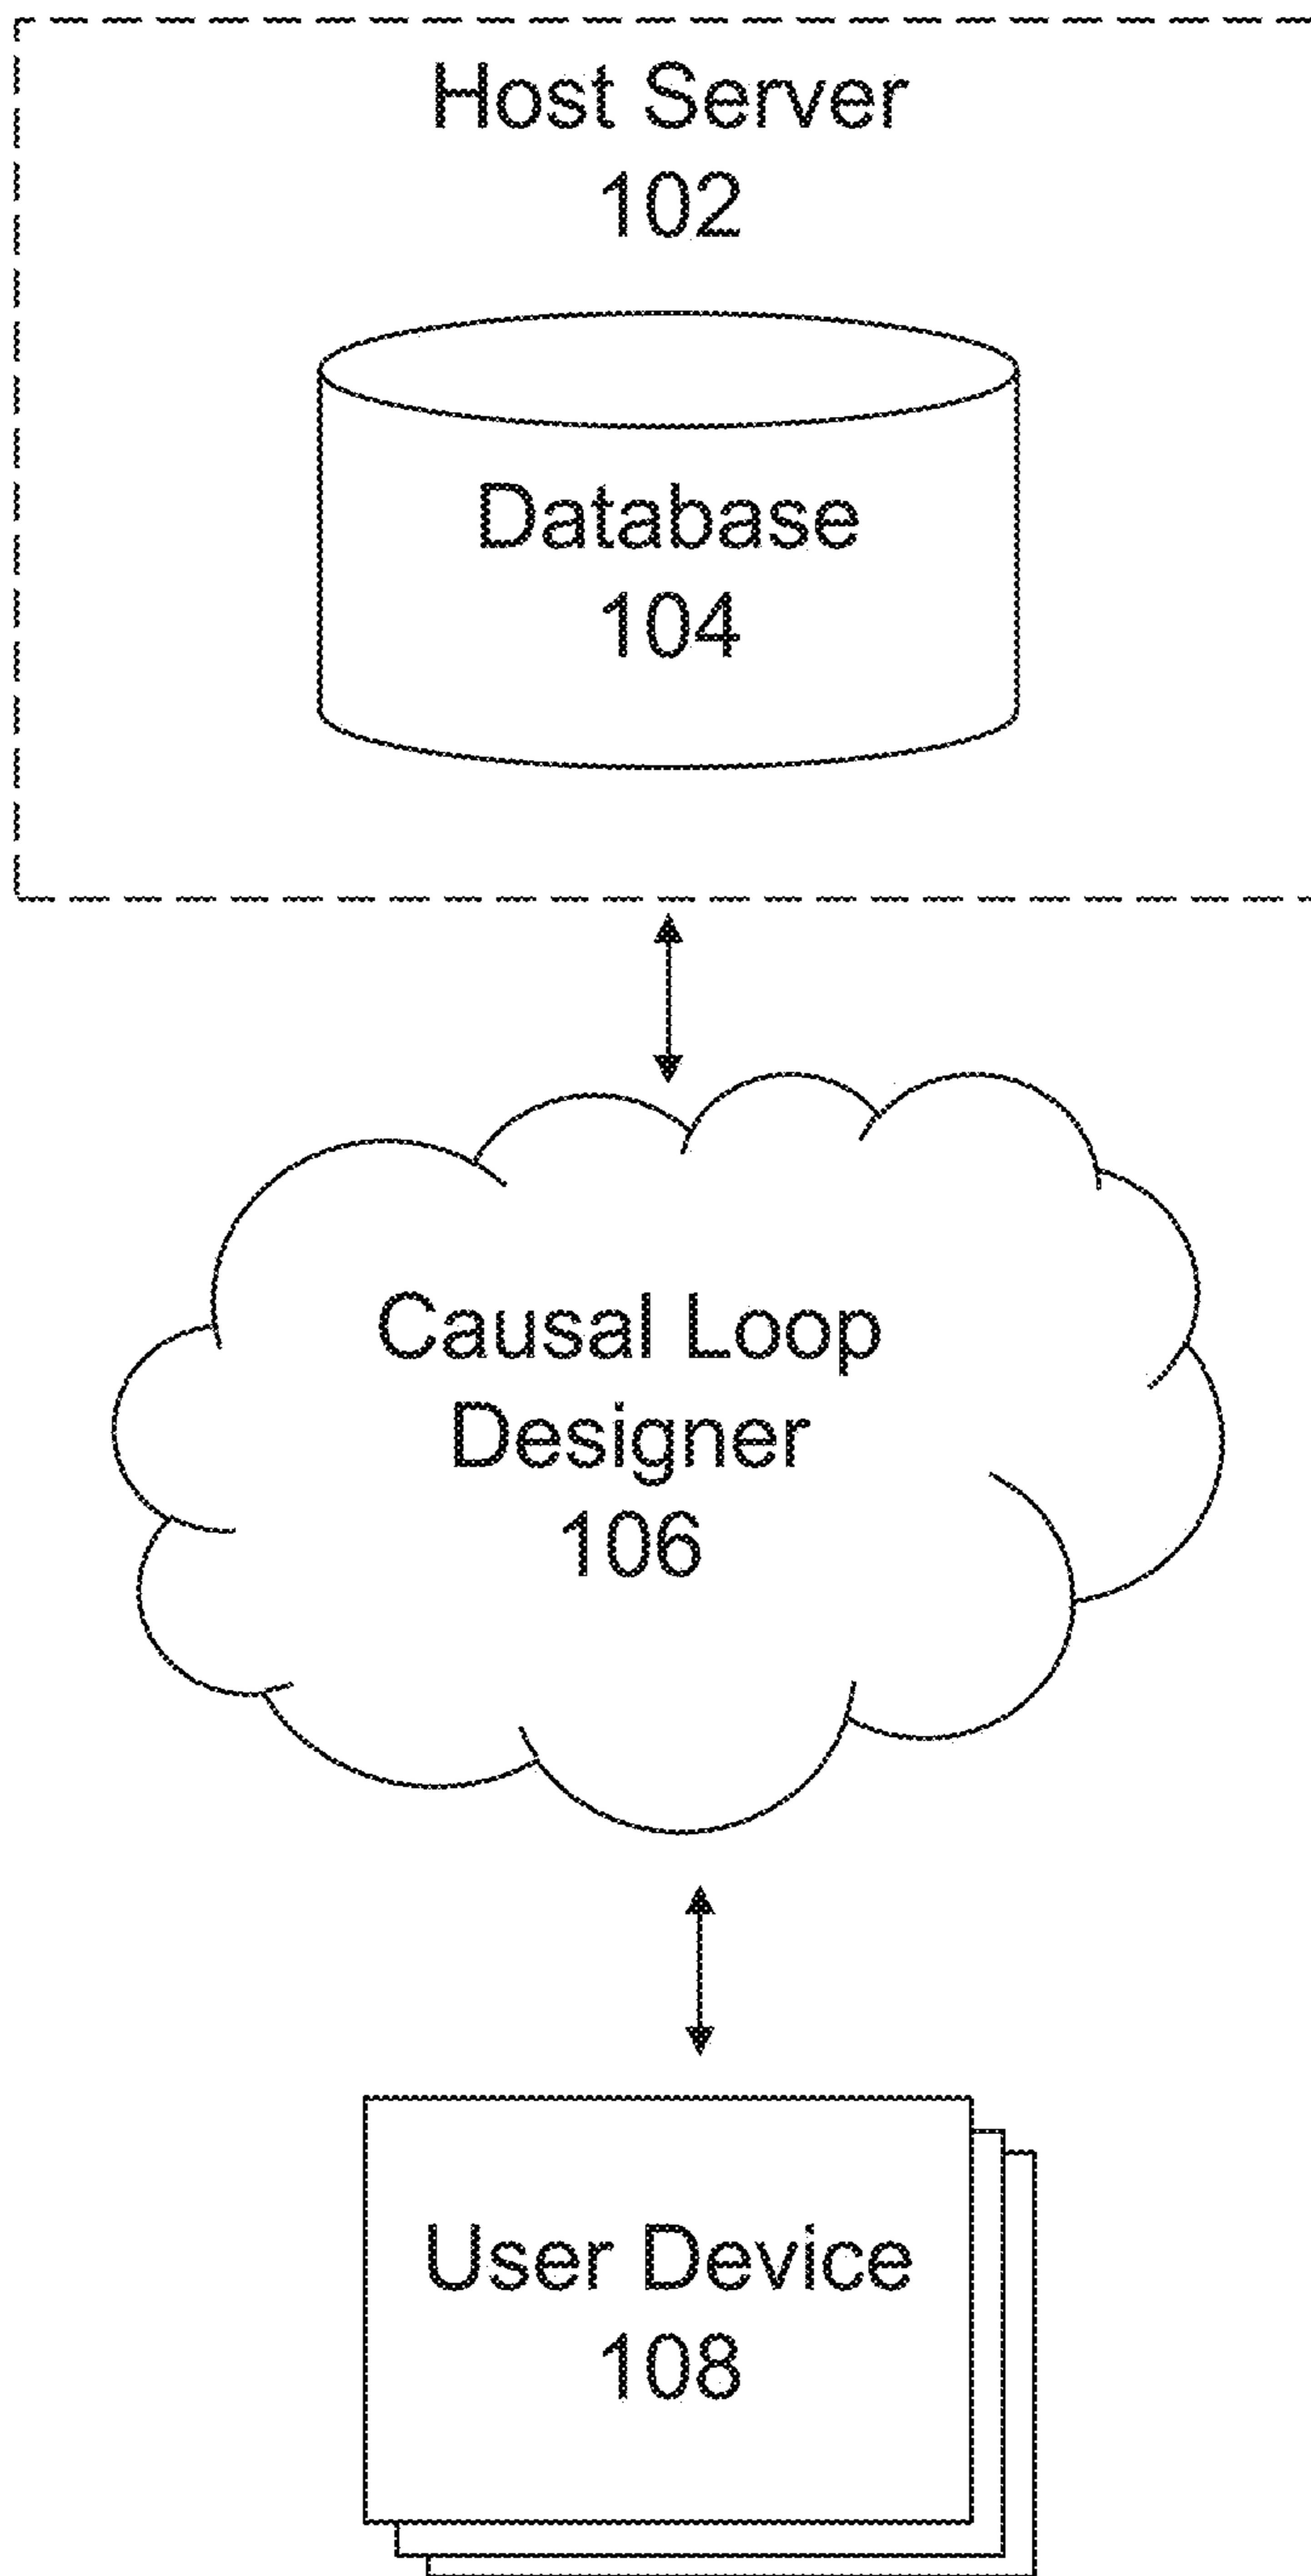 Host Server
102
Database
104
Causal Loop
Designer
106
User Device
108